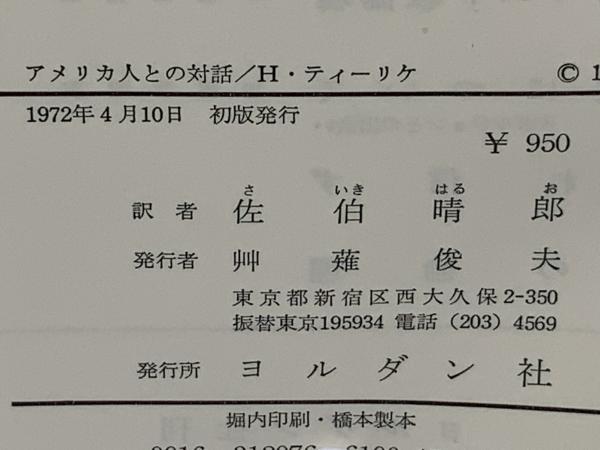 アメリカ人との対話/H・ティーリケ © 1
1972年4月10日 初版発行
¥ 950
さ いき はる お
訳者 佐伯晴郎
発行者 艸薙俊夫
東京都新宿区西大久保2-350
振替東京195934 電話(203)4569
発行所 ヨルダン社
堀内印刷・橋本製本